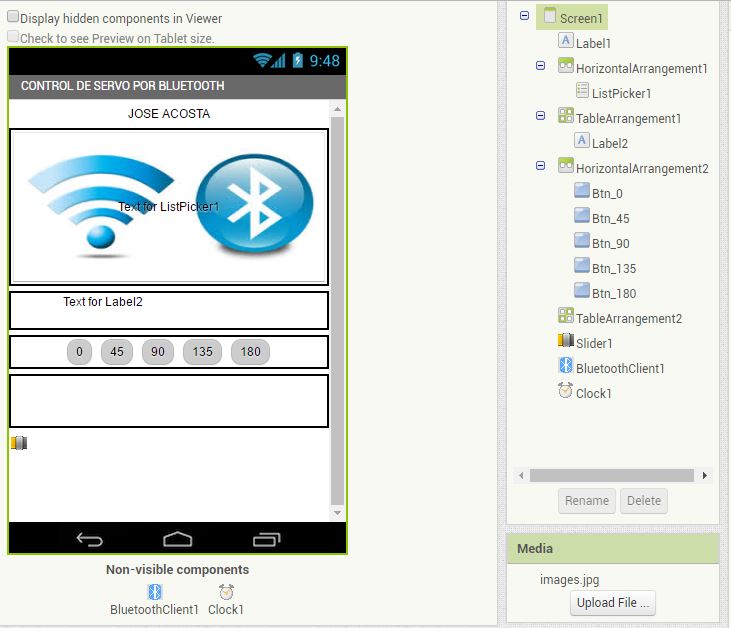 Display hidden components in Viewer
Check to see Preview on Tablet size.
9:48
CONTROL DE SERVO POR BLUETOOTH
JOSE ACOSTA
Text for ListPicker1
Text for Label2
0 45 90 135 180
Non-visible components
BluetoothClient1 Clock1
Screen1
Label1
HorizontalArrangement1
ListPicker1
TableArrangement1
Label2
HorizontalArrangement2
Btn_0
Btn_45
Btn_90
Btn_135
Btn_180
TableArrangement2
Slider1
BluetoothClient1
Clock1
Rename Delete
Media
images.jpg
Upload File ...